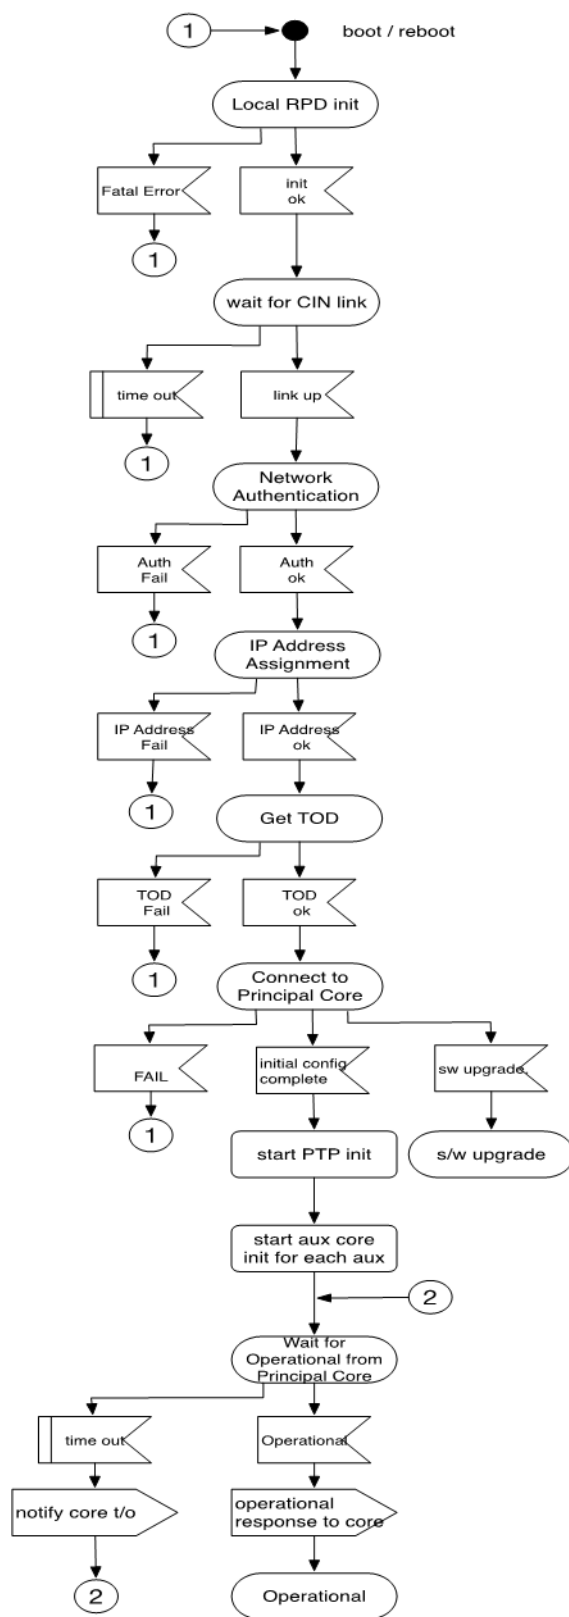 1
boot / reboot
Local RPD init
Fatal Error
init
ok
1
wait for CIN link
time out
link up
1
Network
Authentication
Auth
Fail
Auth
ok
1
IP Address
Assignment
IP Address
Fail
IP Address
ok
1
Get TOD
TOD
Fail
TOD
ok
1
Connect to
Principal Core
FAIL
initial config
complete
sw upgrade.
1
start PTP init
s/w upgrade
start aux core
init for each aux
2
Wait for
Operational from
Principal Core
time out
Operational
notify core t/o
operational
response to core
2
Operational